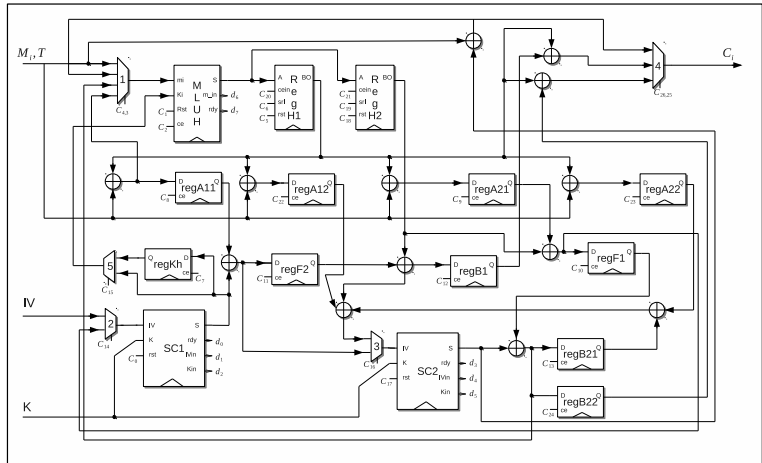 M_i,T
C_i
1
C_4,3
mi
S
Ki
m_in
d_6
Rst
rdy
d_7
ce
C_1
C_2
M
L
U
H
A
BO
cein
srl
rst
C_20
C_6
C_5
R
e
g
H1
A
BO
cein
srl
rst
C_21
C_19
C_18
R
e
g
H2
4
C_26,25
D
Q
regA11
ce
C_8
D
Q
regA12
ce
C_22
D
Q
regA21
ce
C_9
D
Q
regA22
ce
C_23
5
C_15
Q
D
regKh
ce
C_7
D
Q
regF2
ce
C_11
D
Q
regB1
ce
C_12
D
Q
regF1
ce
C_10
IV
2
C_14
IV
S
K
rdy
d_0
rst
IVin
d_1
Kin
d_2
C_0
SC1
3
C_16
IV
S
K
rdy
d_3
rst
IVin
d_4
Kin
d_5
C_17
SC2
D
Q
regB21
ce
C_13
D
Q
regB22
ce
C_24
K